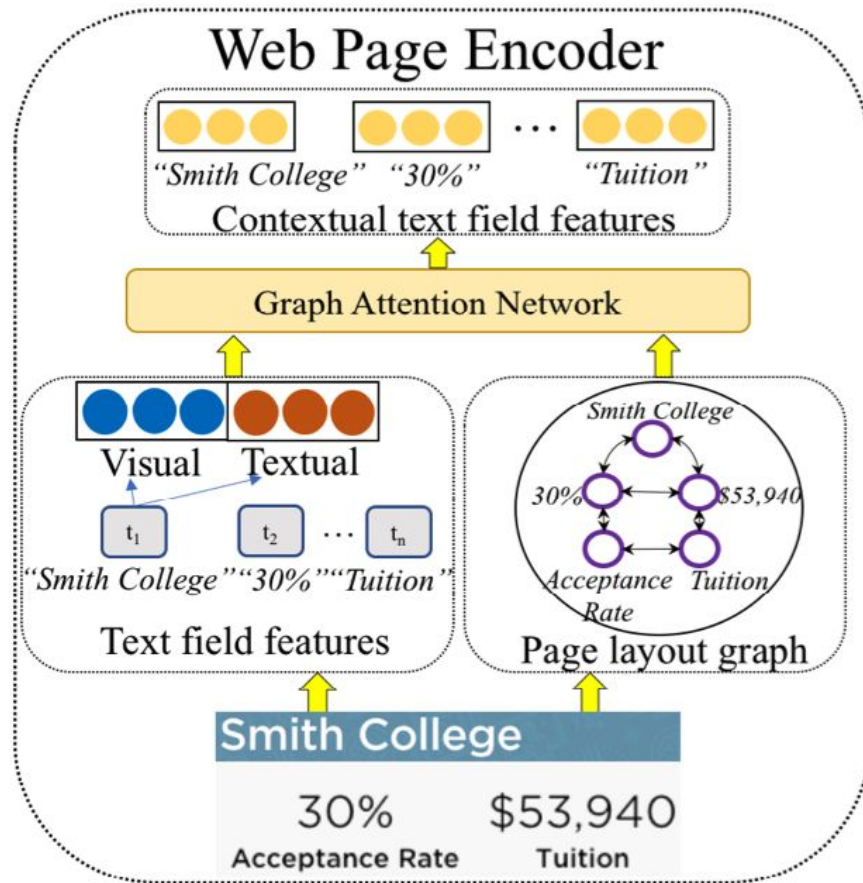 Web Page Encoder
...
“Smith College” “30%” “Tuition”
Contextual text field features
Graph Attention Network
Visual Textual
t1 t2 ... tn
“Smith College” “30%” “Tuition”
Text field features
Smith College
30% $53,940
Acceptance Tuition
Rate
Page layout graph
Smith College
30% $53,940
Acceptance Rate Tuition